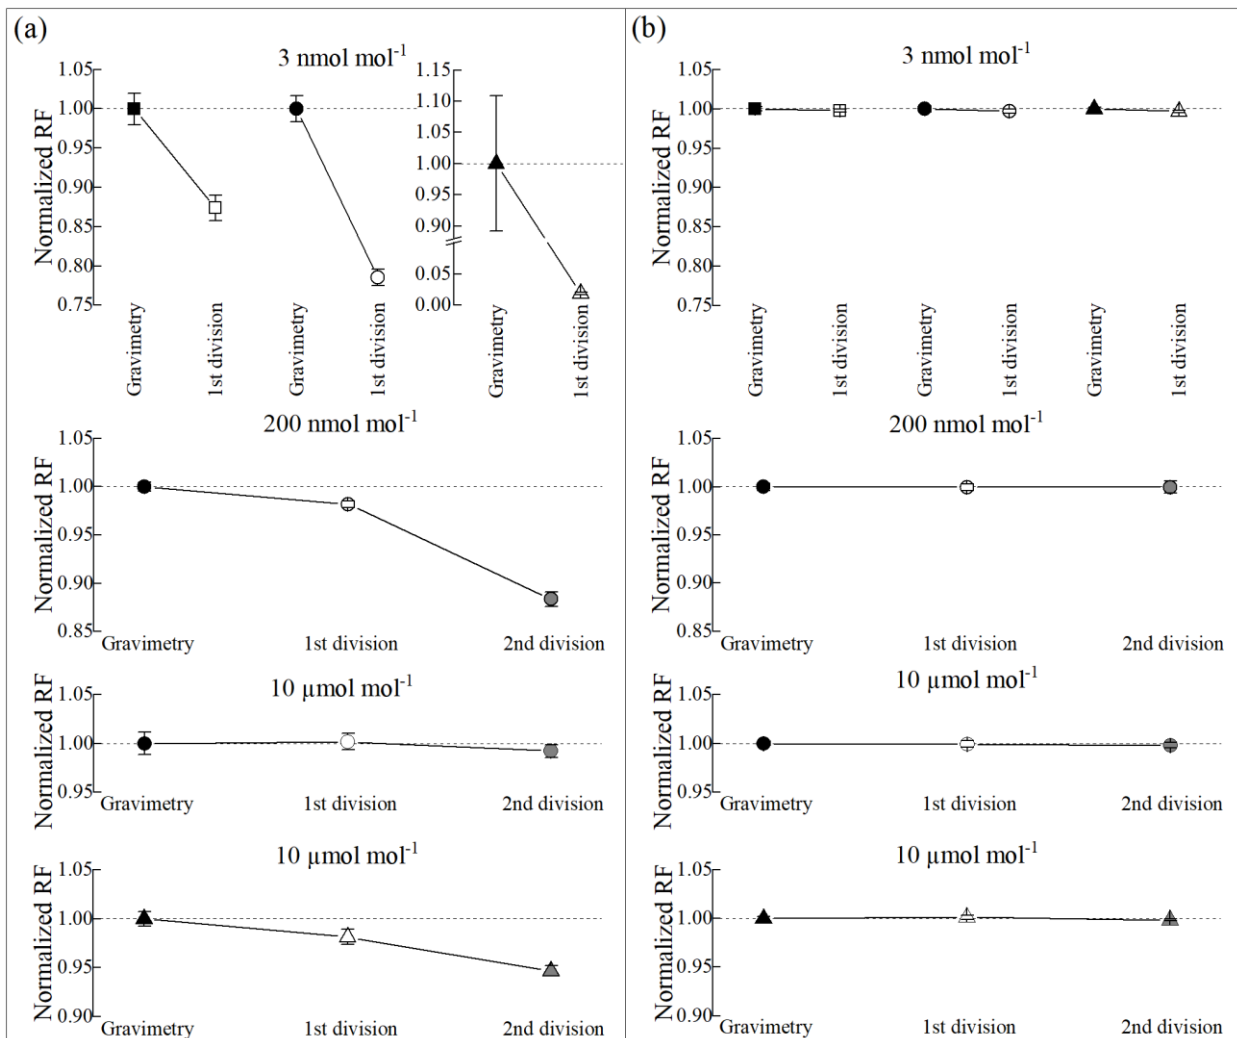 (a)
3 nmol mol⁻¹
Normalized RF
1.05
1.00
0.95
0.90
0.85
0.80
0.75
Gravimetry
1st division
Gravimetry
1st division
1.15
1.10
1.05
1.00
0.95
0.90
0.05
0.00
Gravimetry
1st division
200 nmol mol⁻¹
Normalized RF
1.05
1.00
0.95
0.90
0.85
Gravimetry
1st division
2nd division
10 µmol mol⁻¹
Normalized RF
1.05
1.00
0.95
Gravimetry
1st division
2nd division
10 µmol mol⁻¹
Normalized RF
1.05
1.00
0.95
0.90
Gravimetry
1st division
2nd division
(b)
3 nmol mol⁻¹
Normalized RF
1.05
1.00
0.95
0.90
0.85
0.80
0.75
Gravimetry
1st division
Gravimetry
1st division
Gravimetry
1st division
200 nmol mol⁻¹
Normalized RF
1.05
1.00
0.95
0.90
0.85
Gravimetry
1st division
2nd division
10 µmol mol⁻¹
Normalized RF
1.05
1.00
0.95
Gravimetry
1st division
2nd division
10 µmol mol⁻¹
Normalized RF
1.05
1.00
0.95
0.90
Gravimetry
1st division
2nd division